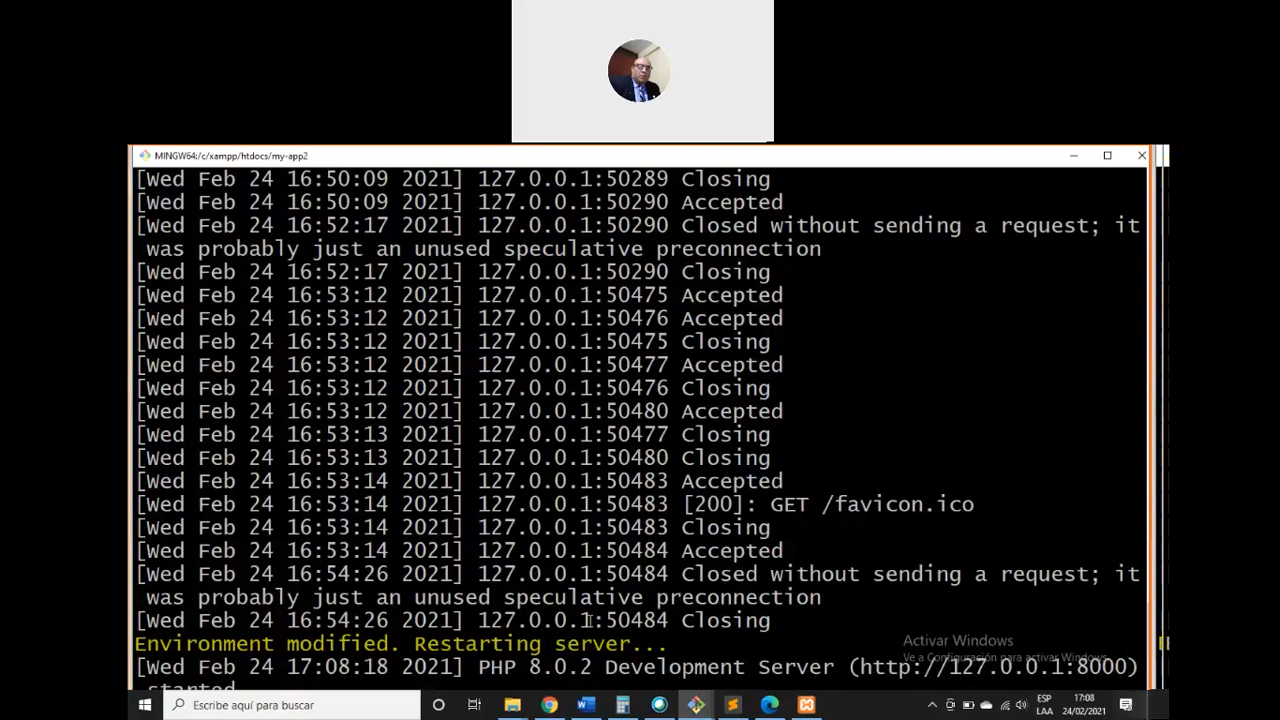 MINGW64:/c/xampp/htdocs/my-app2
[Wed Feb 24 16:50:09 2021] 127.0.0.1:50289 Closing
[Wed Feb 24 16:50:09 2021] 127.0.0.1:50290 Accepted
[Wed Feb 24 16:52:17 2021] 127.0.0.1:50290 Closed without sending a request; it
was probably just an unused speculative preconnection
[Wed Feb 24 16:52:17 2021] 127.0.0.1:50290 Closing
[Wed Feb 24 16:53:12 2021] 127.0.0.1:50475 Accepted
[Wed Feb 24 16:53:12 2021] 127.0.0.1:50476 Accepted
[Wed Feb 24 16:53:12 2021] 127.0.0.1:50475 Closing
[Wed Feb 24 16:53:12 2021] 127.0.0.1:50477 Accepted
[Wed Feb 24 16:53:12 2021] 127.0.0.1:50476 Closing
[Wed Feb 24 16:53:12 2021] 127.0.0.1:50480 Accepted
[Wed Feb 24 16:53:13 2021] 127.0.0.1:50477 Closing
[Wed Feb 24 16:53:13 2021] 127.0.0.1:50480 Closing
[Wed Feb 24 16:53:14 2021] 127.0.0.1:50483 Accepted
[Wed Feb 24 16:53:14 2021] 127.0.0.1:50483 [200]: GET /favicon.ico
[Wed Feb 24 16:53:14 2021] 127.0.0.1:50483 Closing
[Wed Feb 24 16:53:14 2021] 127.0.0.1:50484 Accepted
[Wed Feb 24 16:54:26 2021] 127.0.0.1:50484 Closed without sending a request; it
was probably just an unused speculative preconnection
[Wed Feb 24 16:54:26 2021] 127.0.0.1:50484 Closing
Environment modified. Restarting server...
[Wed Feb 24 17:08:18 2021] PHP 8.0.2 Development Server (http://127.0.0.1:8000)
started
Activar Windows
Ve a Configuración para activar Windows.
Escribe aquí para buscar
ESP
LAA
17:08
24/02/2021